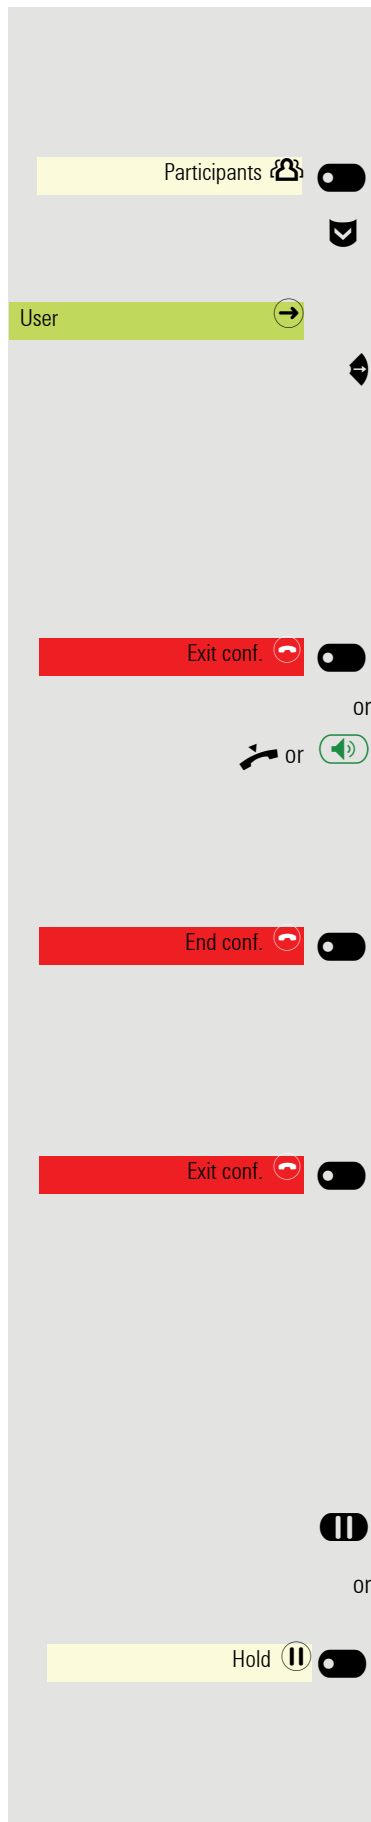 Participants
User
Exit conf.
or
or
End conf.
Exit conf.
or
Hold